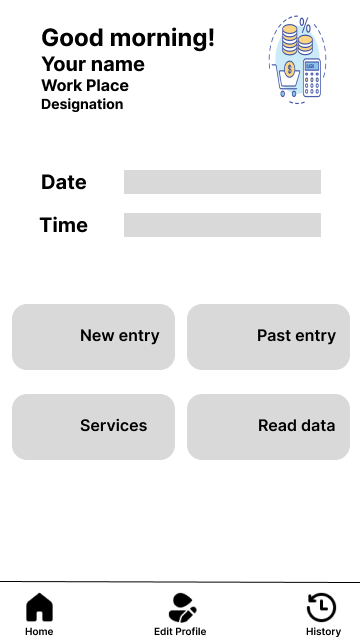 Good morning!
Your name
Work Place
Designation
%
Date
Time
New entry
Past entry
Services
Read data
Home
Edit Profile
History